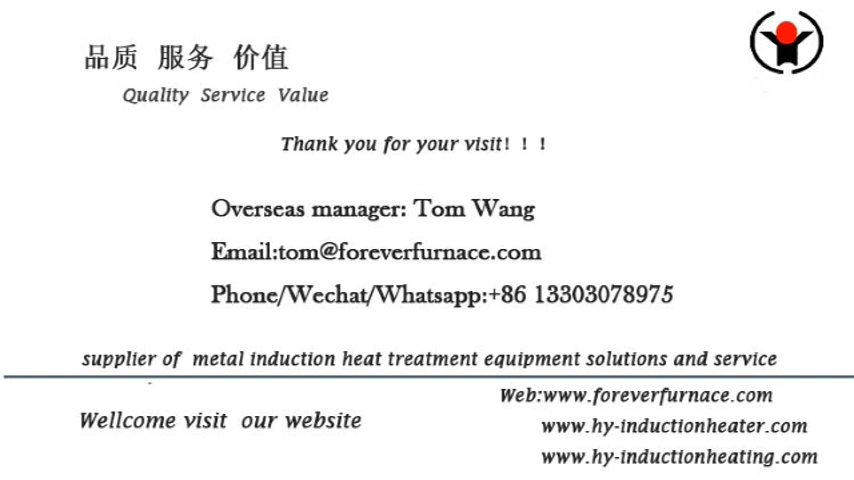 品质 服务 价值
Quality Service Value
Thank you for your visit！！！
Overseas manager: Tom Wang
Email:tom@foreverfurnace.com
Phone/Wechat/Whatsapp:+86 13303078975
supplier of metal induction heat treatment equipment solutions and service
Wellcome visit our website
Web:www.foreverfurnace.com
www.hy-inductionheater.com
www.hy-inductionheating.com